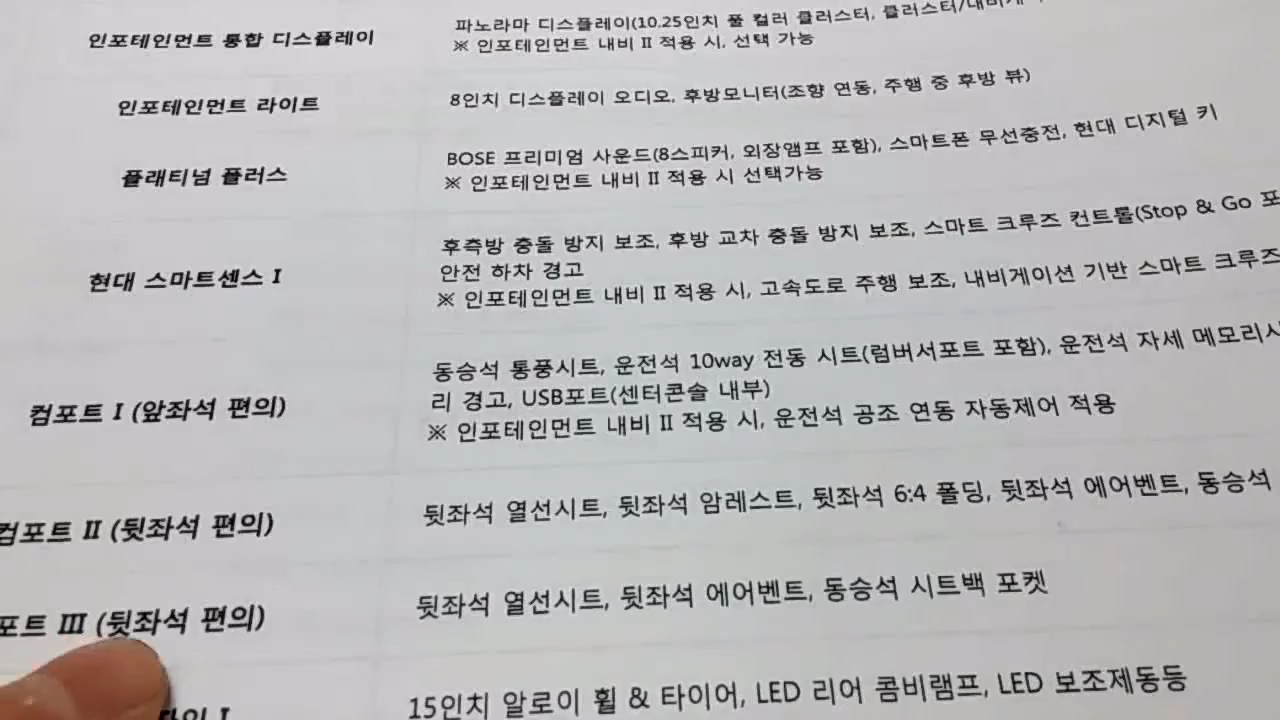 인포테인먼트 통합 디스플레이
파노라마 디스플레이(10.25인치 풀 컬러 클러스터, 클러스터/내비게
※ 인포테인먼트 내비 II 적용 시, 선택 가능
인포테인먼트 라이트
8인치 디스플레이 오디오, 후방모니터(조향 연동, 주행 중 후방 뷰)
플래티넘 플러스
BOSE 프리미엄 사운드(8스피커, 외장앰프 포함), 스마트폰 무선충전, 현대 디지털 키
※ 인포테인먼트 내비 II 적용 시 선택가능
현대 스마트센스 I
후측방 충돌 방지 보조, 후방 교차 충돌 방지 보조, 스마트 크루즈 컨트롤(Stop & Go 포
안전 하차 경고
※ 인포테인먼트 내비 II 적용 시, 고속도로 주행 보조, 내비게이션 기반 스마트 크루즈
컴포트 I (앞좌석 편의)
동승석 통풍시트, 운전석 10way 전동 시트(럼버서포트 포함), 운전석 자세 메모리시
리 경고, USB포트(센터콘솔 내부)
※ 인포테인먼트 내비 II 적용 시, 운전석 공조 연동 자동제어 적용
컴포트 II (뒷좌석 편의)
뒷좌석 열선시트, 뒷좌석 암레스트, 뒷좌석 6:4 폴딩, 뒷좌석 에어벤트, 동승석
포트 III (뒷좌석 편의)
뒷좌석 열선시트, 뒷좌석 에어벤트, 동승석 시트백 포켓
자인 I
15인치 알로이 휠 & 타이어, LED 리어 콤비램프, LED 보조제동등